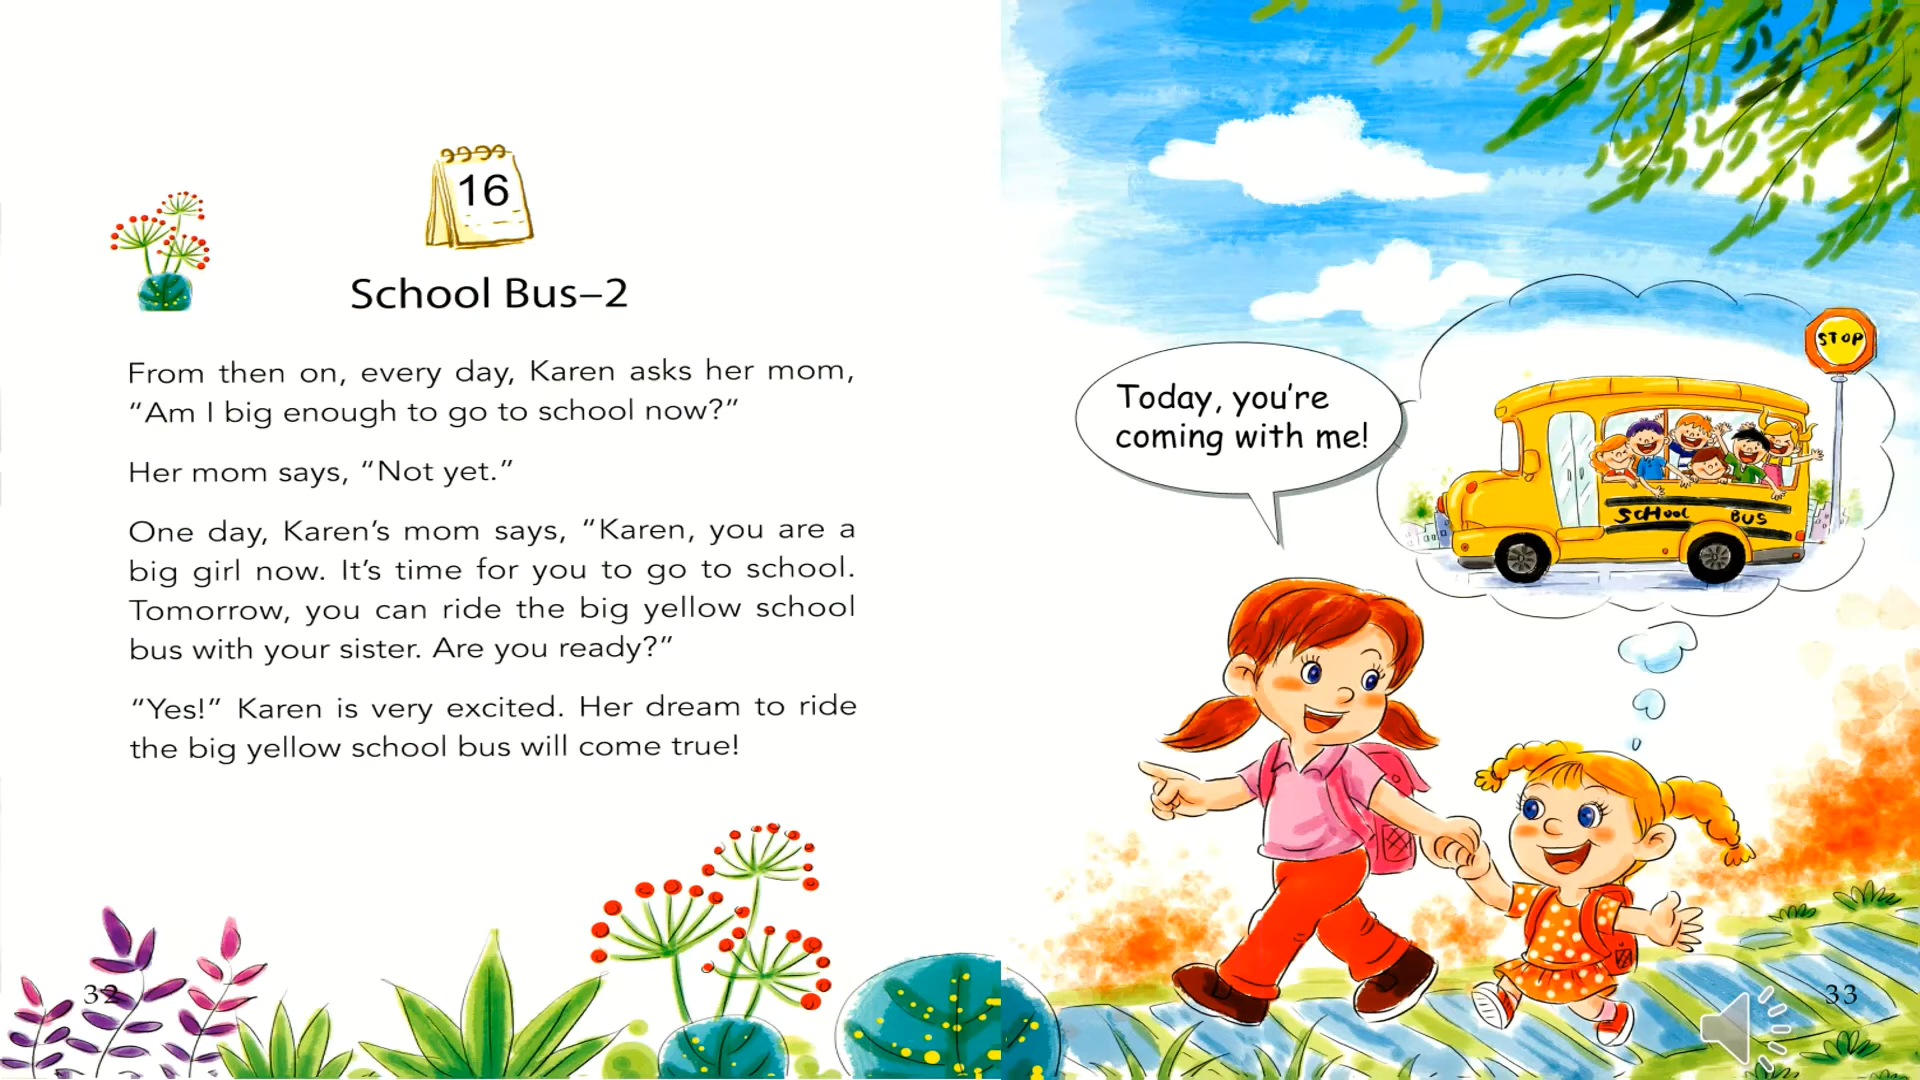 16
School Bus–2
From then on, every day, Karen asks her mom,
“Am I big enough to go to school now?”
Her mom says, “Not yet.”
One day, Karen’s mom says, “Karen, you are a
big girl now. It’s time for you to go to school.
Tomorrow, you can ride the big yellow school
bus with your sister. Are you ready?”
“Yes!” Karen is very excited. Her dream to ride
the big yellow school bus will come true!
32
Today, you’re
coming with me!
STOP
SCHOOL BUS
33